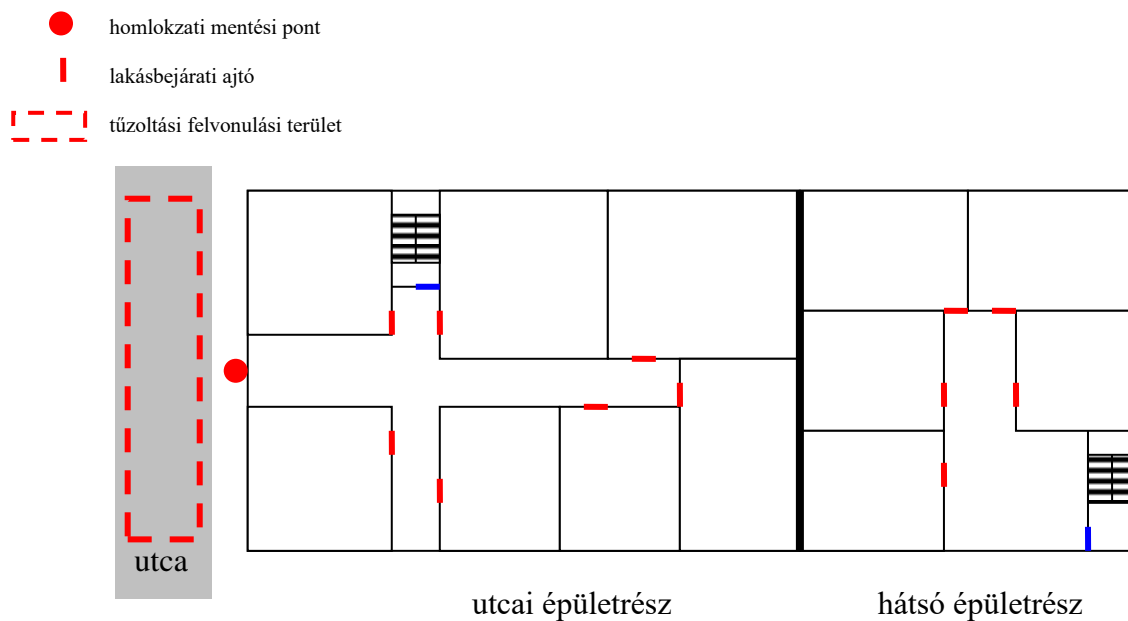 homlokzati mentési pont
lakásbejárati ajtó
tűzoltási felvonulási terület
utca
utcai épületrész
hátsó épületrész